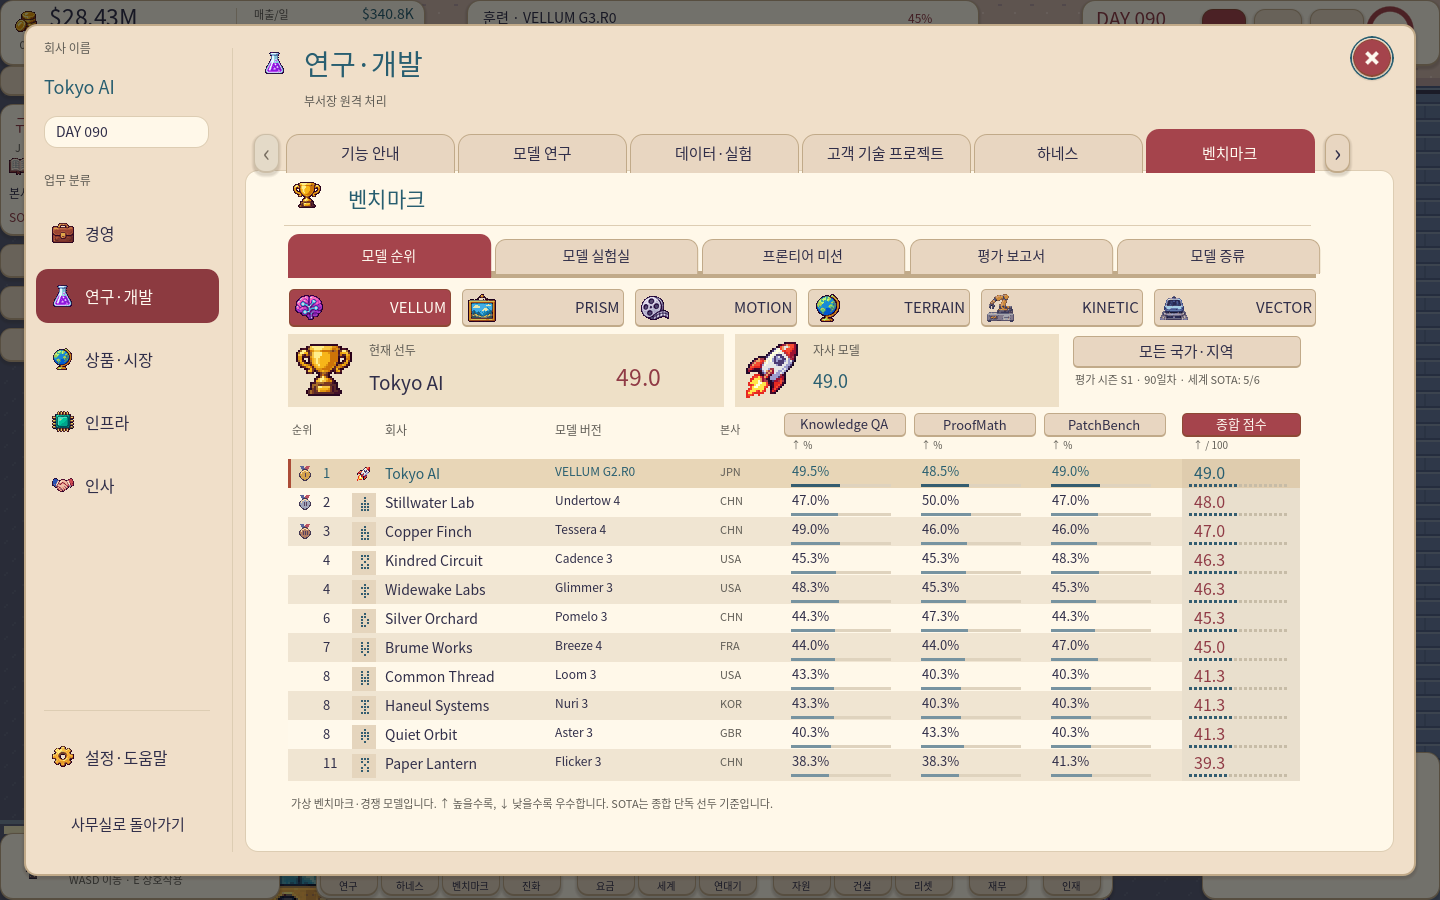 $28.43M
매출/일
$340.8K
훈련 · VELLUM G3.R0
45%
DAY 090
회사 이름
Tokyo AI
DAY 090
업무 분류
경영
연구·개발
상품·시장
인프라
인사
설정·도움말
사무실로 돌아가기
연구·개발
부서장 원격 처리
기능 안내
모델 연구
데이터·실험
고객 기술 프로젝트
하네스
벤치마크
벤치마크
모델 순위
모델 실험실
프론티어 미션
평가 보고서
모델 증류
VELLUM
PRISM
MOTION
TERRAIN
KINETIC
VECTOR
현재 선두
Tokyo AI
49.0
자사 모델
49.0
모든 국가·지역
평가 시즌 S1 · 90일차 · 세계 SOTA: 5/6
순위 회사 모델 버전 본사 Knowledge QA ProofMath PatchBench 종합 점수
↑ % ↑ % ↑ % ↑ / 100
1 Tokyo AI VELLUM G2.R0 JPN 49.5% 48.5% 49.0% 49.0
2 Stillwater Lab Undertow 4 CHN 47.0% 50.0% 47.0% 48.0
3 Copper Finch Tessera 4 CHN 49.0% 46.0% 46.0% 47.0
4 Kindred Circuit Cadence 3 USA 45.3% 45.3% 48.3% 46.3
4 Widewake Labs Glimmer 3 USA 48.3% 45.3% 45.3% 46.3
6 Silver Orchard Pomelo 3 CHN 44.3% 47.3% 44.3% 45.3
7 Brume Works Breeze 4 FRA 44.0% 44.0% 47.0% 45.0
8 Common Thread Loom 3 USA 43.3% 40.3% 40.3% 41.3
8 Haneul Systems Nuri 3 KOR 43.3% 40.3% 40.3% 41.3
8 Quiet Orbit Aster 3 GBR 40.3% 43.3% 40.3% 41.3
11 Paper Lantern Flicker 3 CHN 38.3% 38.3% 41.3% 39.3
가상 벤치마크·경쟁 모델입니다. ↑ 높을수록, ↓ 낮을수록 우수합니다. SOTA는 종합 단독 선두 기준입니다.
WASD 이동 · E 상호작용
연구
하네스
벤치마크
진화
요금
세계
연대기
자원
건설
리셋
재무
인재